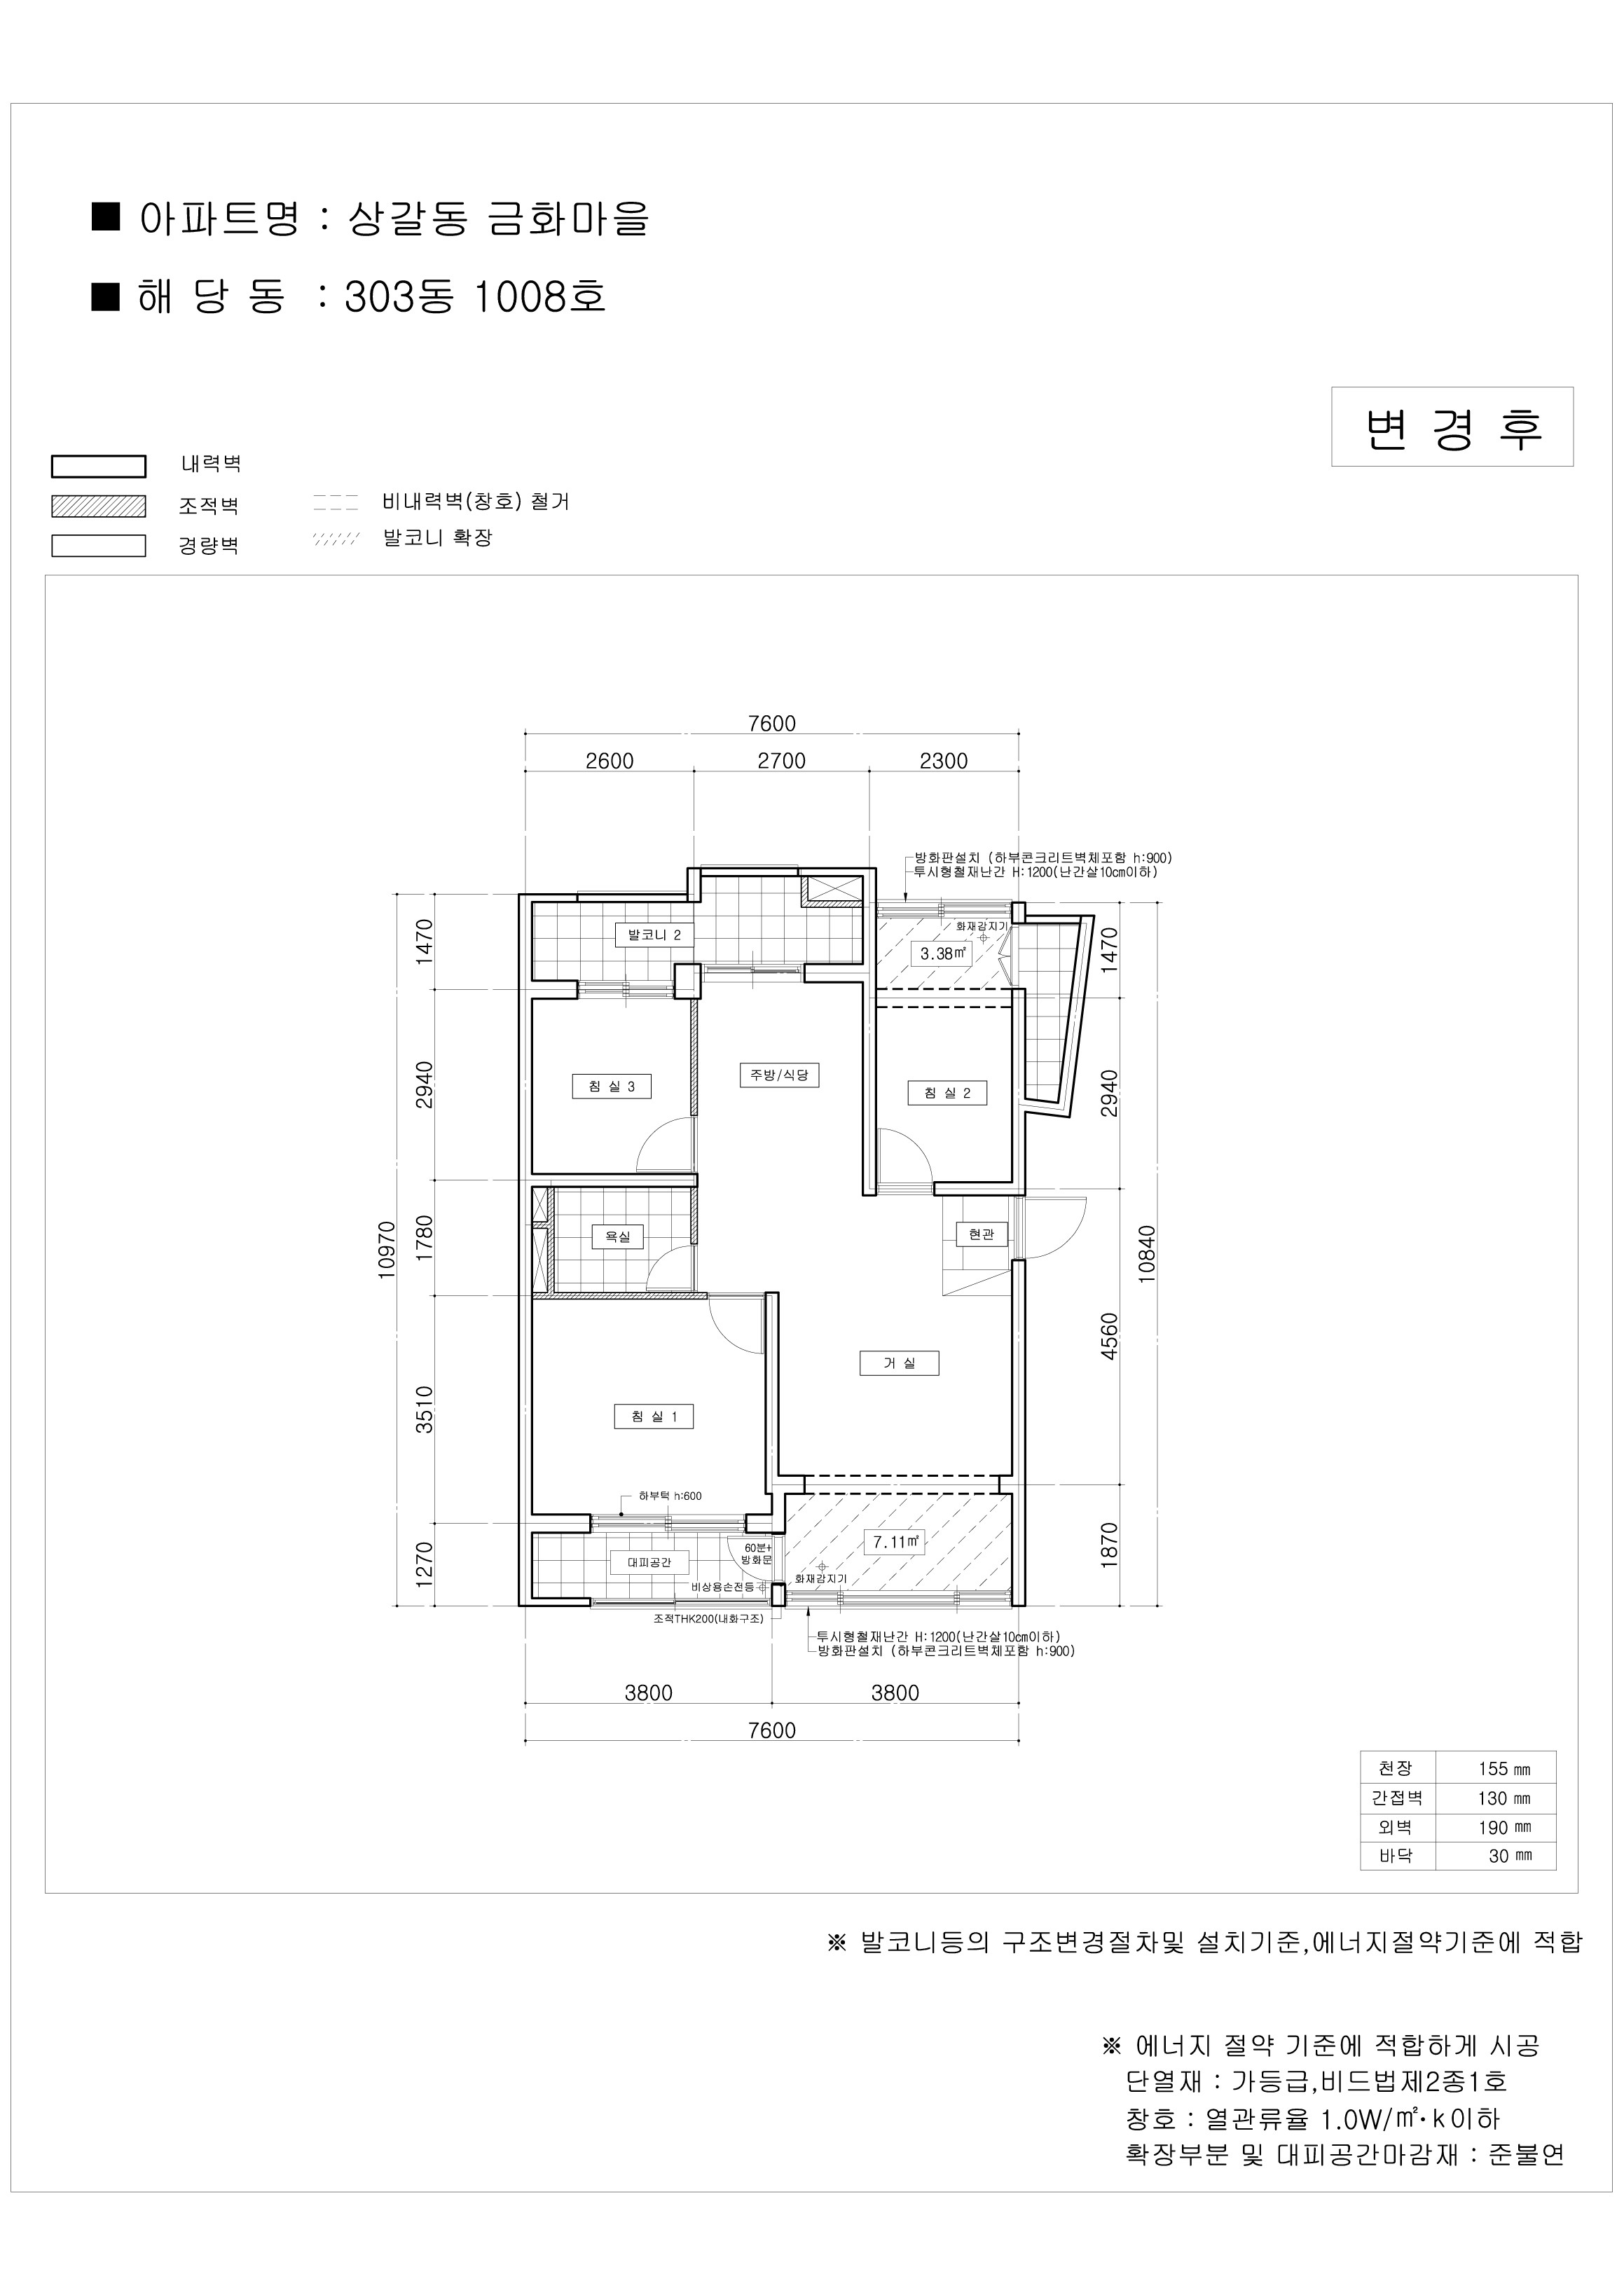 ■ 아파트명 : 상갈동 금화마을
■ 해 당 동 : 303동 1008호
변 경 후
내력벽
조적벽
경량벽
비내력벽(창호) 철거
발코니 확장
7600
2600 2700 2300
방화판설치 (하부콘크리트벽체포함 h:900)
투시형철재난간 H:1200(난간살10cm이하)
화재감지기
3.38㎡
발코니 2
1470
1470
침 실 3
주방/식당
침 실 2
2940
2940
욕실
현관
1780
10970
10840
4560
거 실
침 실 1
3510
하부턱 h:600
7.11㎡
60분+
방화문
대피공간
화재감지기
비상용손전등
1270
1870
조적THK200(내화구조)
투시형철재난간 H:1200(난간살10cm이하)
방화판설치 (하부콘크리트벽체포함 h:900)
3800 3800
7600
천장 155 ㎜
간접벽 130 ㎜
외벽 190 ㎜
바닥 30 ㎜
※ 발코니등의 구조변경절차및 설치기준,에너지절약기준에 적합
※ 에너지 절약 기준에 적합하게 시공
단열재 : 가등급,비드법제2종1호
창호 : 열관류율 1.0W/㎡·k이하
확장부분 및 대피공간마감재 : 준불연